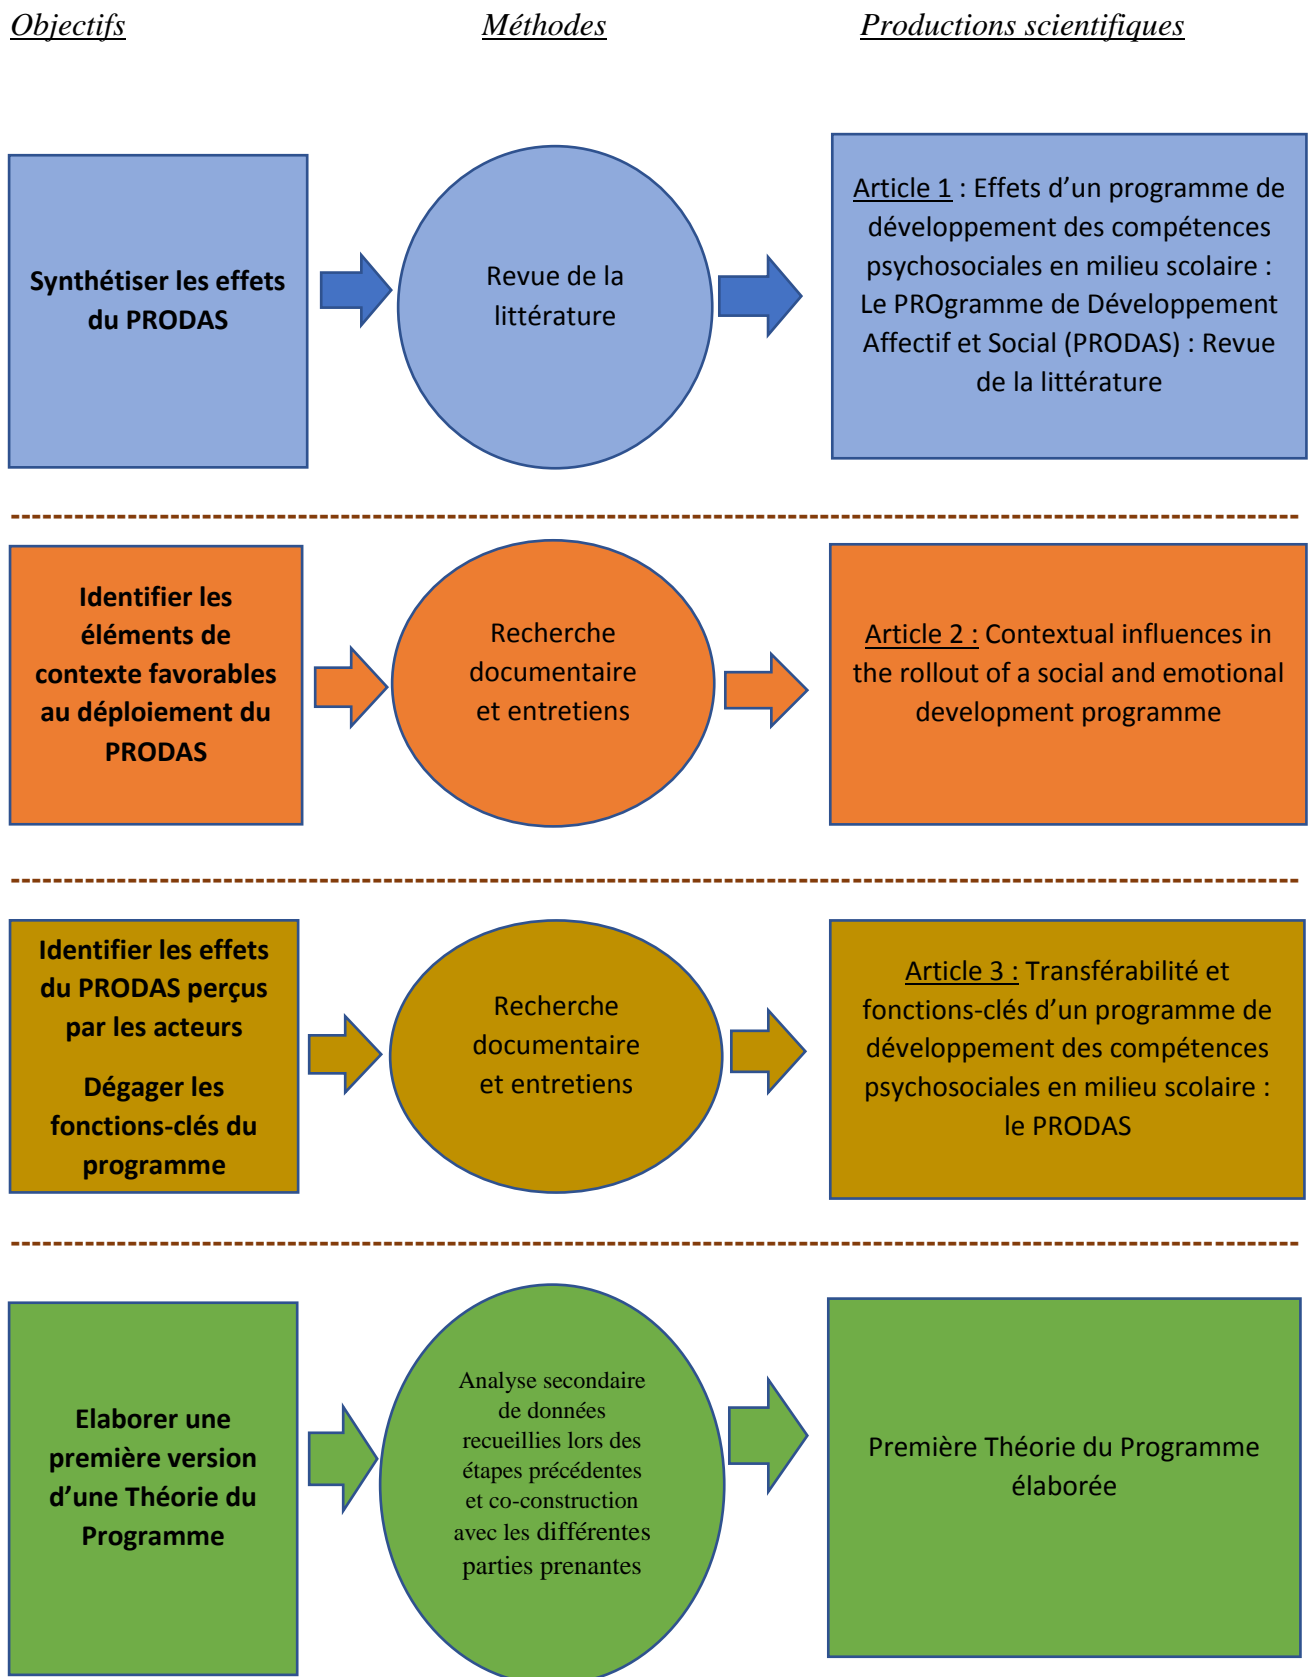 Objectifs
Méthodes
Productions scientifiques
Synthétiser les effets
du PRODAS
Revue de la
littérature
Article 1 : Effets d’un programme de
développement des compétences
psychosociales en milieu scolaire :
Le PROgramme de Développement
Affectif et Social (PRODAS) : Revue
de la littérature
Identifier les
éléments de
contexte favorables
au déploiement du
PRODAS
Recherche
documentaire
et entretiens
Article 2 : Contextual influences in
the rollout of a social and emotional
development programme
Identifier les effets
du PRODAS perçus
par les acteurs
Dégager les
fonctions-clés du
programme
Recherche
documentaire
et entretiens
Article 3 : Transférabilité et
fonctions-clés d’un programme de
développement des compétences
psychosociales en milieu scolaire :
le PRODAS
Elaborer une
première version
d’une Théorie du
Programme
Analyse secondaire
de données
recueillies lors des
étapes précédentes
et co-construction
avec les différentes
parties prenantes
Première Théorie du Programme
élaborée